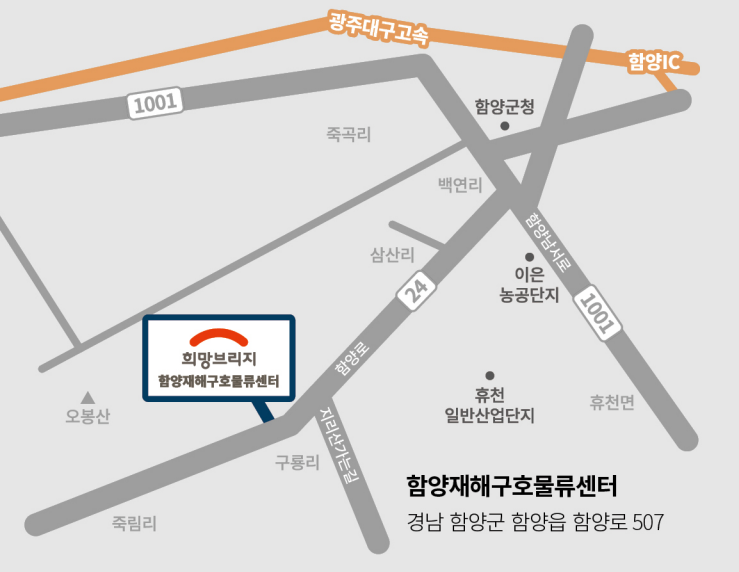 광주대구고속
함양IC
1001
함양군청
죽곡리
백연리
함양남서로
삼산리
이은
농공단지
24
1001
희망브리지
함양재해구호물류센터
함양로
휴천
일반산업단지
휴천면
오봉산
지리산가는길
구룡리
죽림리
함양재해구호물류센터
경남 함양군 함양읍 함양로 507